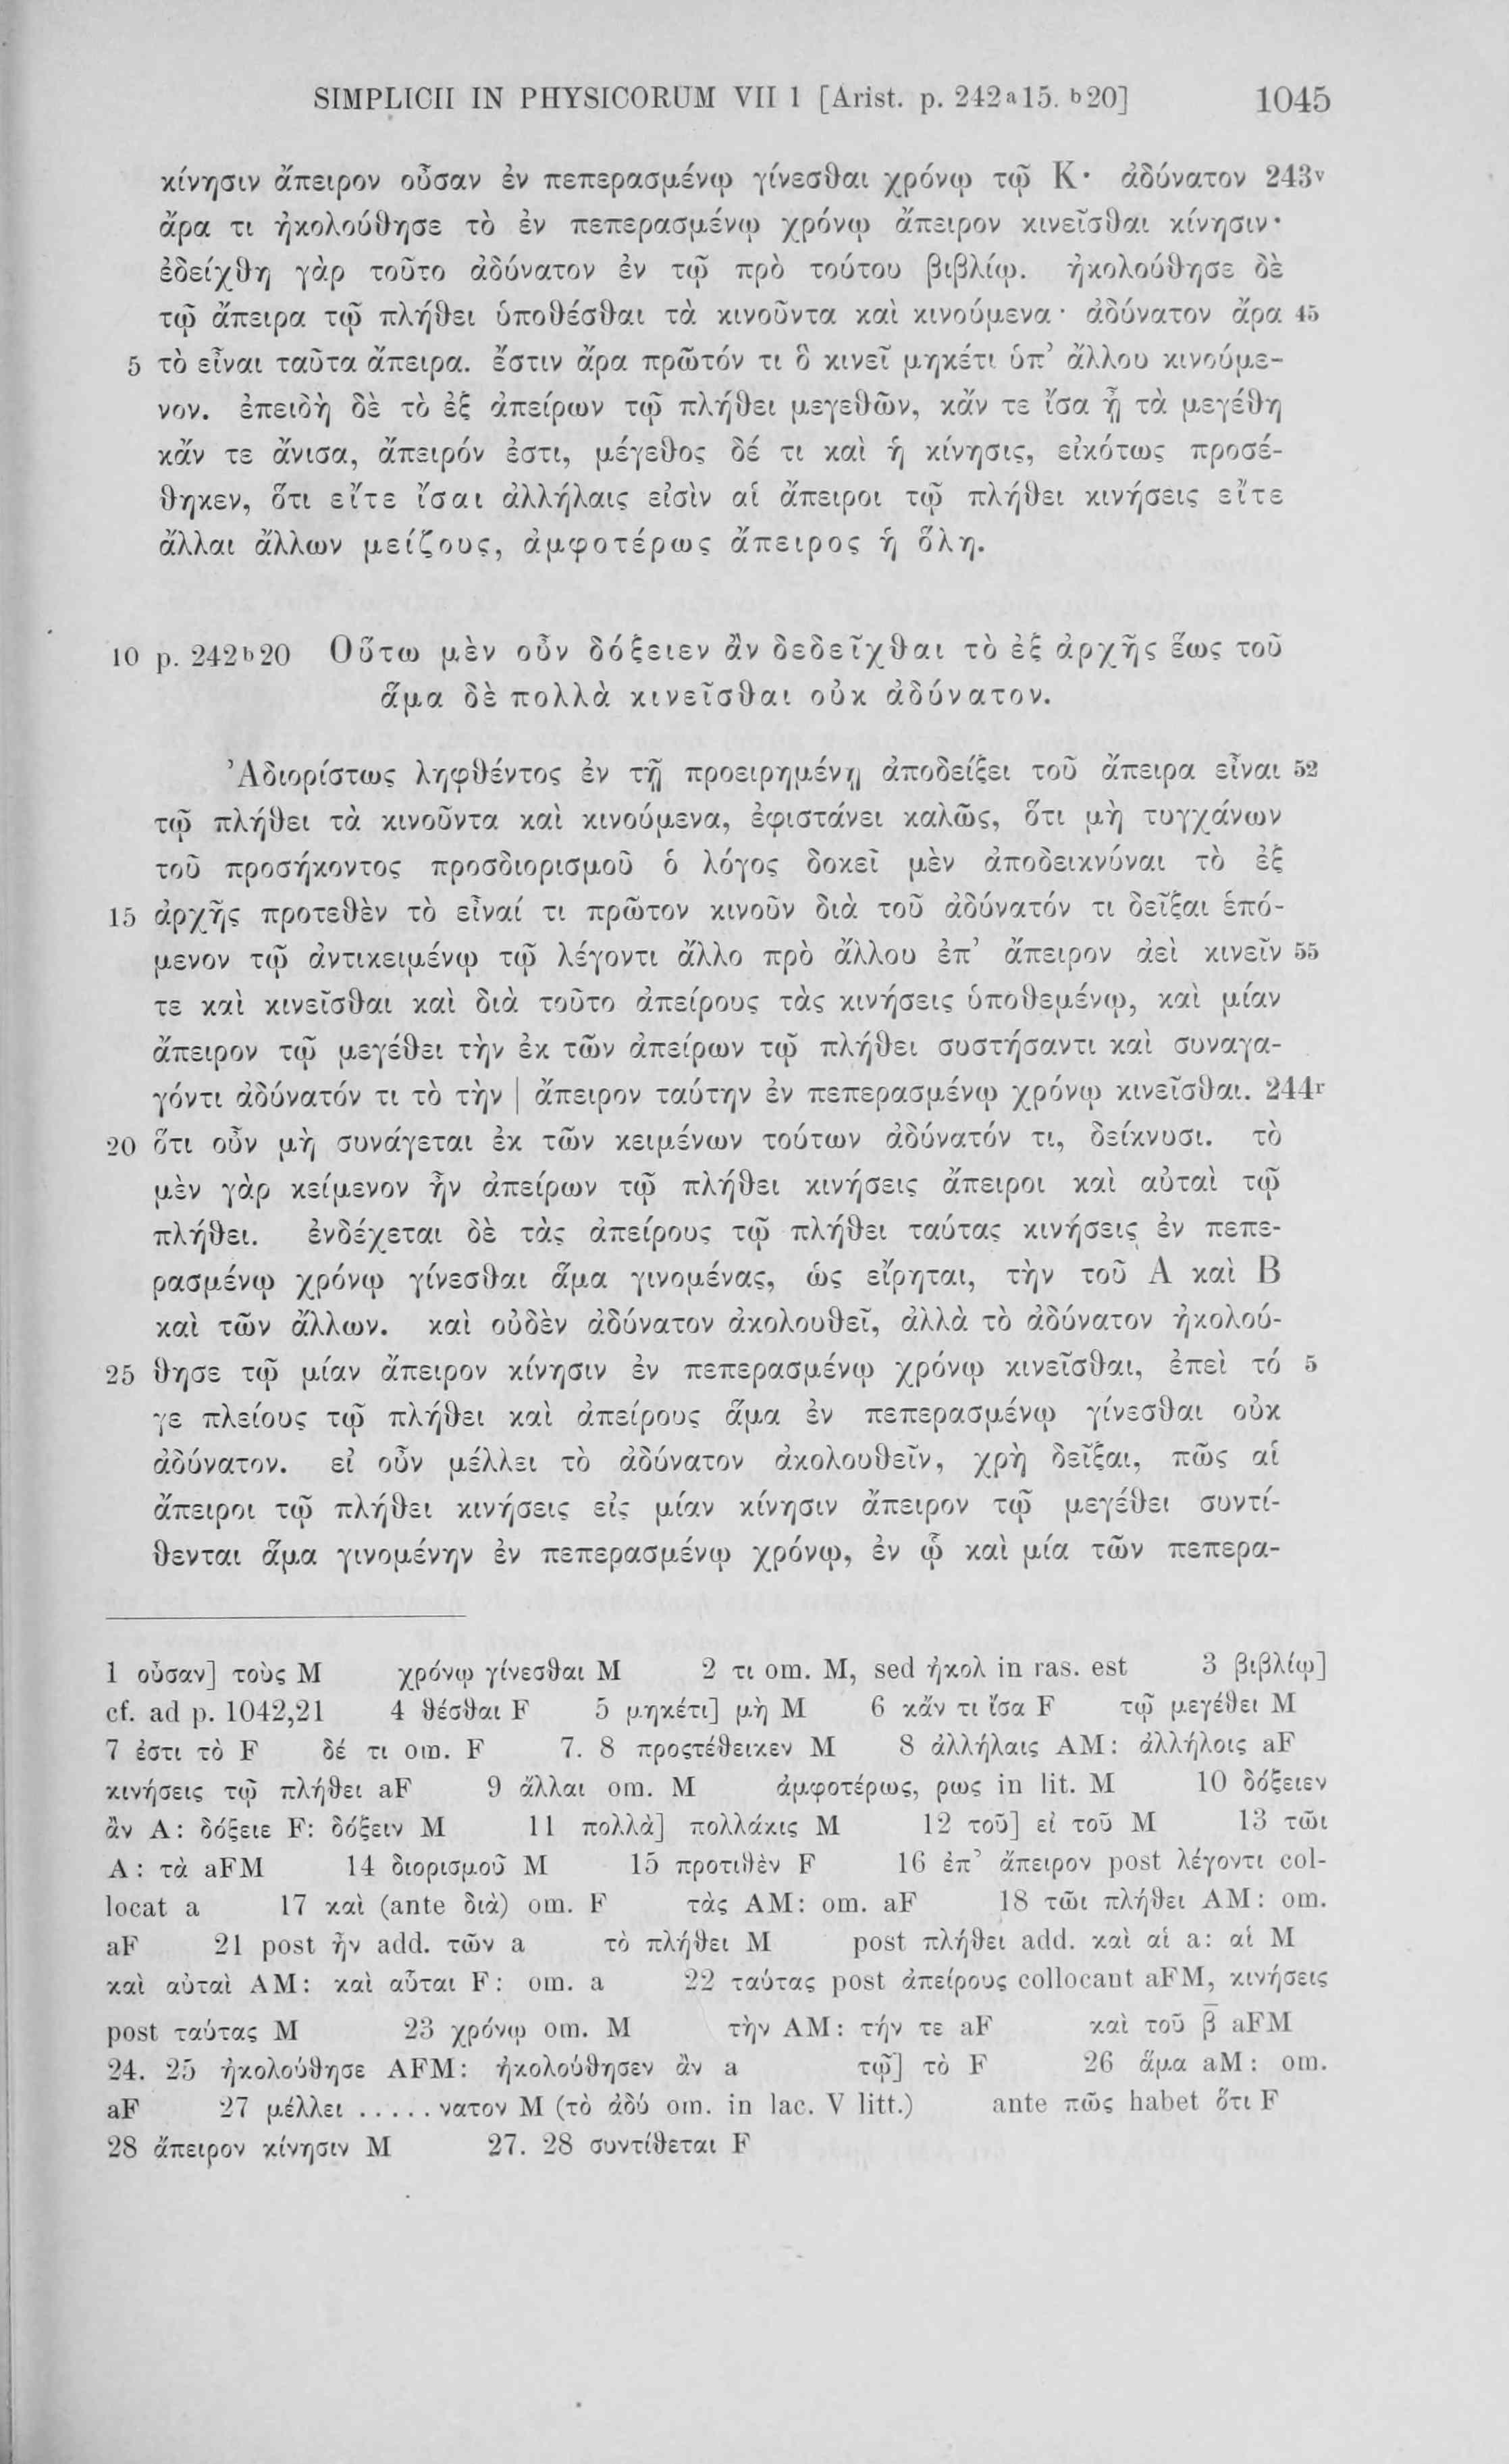 SIMPLICII IN PHYSICORUM VII 1 [Arist. p. 242ᵃ15. ᵇ20] 1045
κίνησιν ἄπειρον οὖσαν ἐν πεπερασμένῳ γίνεσθαι χρόνῳ τῷ Κ· ἀδύνατον 243ᵛ
ἄρα τι ἠκολούθησε τὸ ἐν πεπερασμένῳ χρόνῳ ἄπειρον κινεῖσθαι κίνησιν·
ἐδείχθη γὰρ τοῦτο ἀδύνατον ἐν τῷ πρὸ τούτου βιβλίῳ. ἠκολούθησε δὲ
τῷ ἄπειρα τῷ πλήθει ὑποθέσθαι τὰ κινοῦντα καὶ κινούμενα· ἀδύνατον ἄρα 45
5 τὸ εἶναι ταῦτα ἄπειρα. ἔστιν ἄρα πρῶτόν τι ὃ κινεῖ μηκέτι ὑπ’ ἄλλου κινούμε-
νον. ἐπειδὴ δὲ τὸ ἐξ ἀπείρων τῷ πλήθει μεγεθῶν, κἄν τε ἴσα ᾖ τὰ μεγέθη
κἄν τε ἄνισα, ἄπειρόν ἐστι, μέγεθος δέ τι καὶ ἡ κίνησις, εἰκότως προσέ-
θηκεν, ὅτι εἴτε ἴσαι ἀλλήλαις εἰσὶν αἱ ἄπειροι τῷ πλήθει κινήσεις εἴτε
ἄλλαι ἄλλων μείζους, ἀμφοτέρως ἄπειρος ἡ ὅλη.
10 p. 242ᵇ20 Οὕτω μὲν οὖν δόξειεν ἂν δεδεῖχθαι τὸ ἐξ ἀρχῆς ἕως τοῦ
ἅμα δὲ πολλὰ κινεῖσθαι οὐκ ἀδύνατον.
Ἀδιορίστως ληφθέντος ἐν τῇ προειρημένῃ ἀποδείξει τοῦ ἄπειρα εἶναι 52
τῷ πλήθει τὰ κινοῦντα καὶ κινούμενα, ἐφιστάνει καλῶς, ὅτι μὴ τυγχάνων
τοῦ προσήκοντος προσδιορισμοῦ ὁ λόγος δοκεῖ μὲν ἀποδεικνύναι τὸ ἐξ
15 ἀρχῆς προτεθὲν τὸ εἶναί τι πρῶτον κινοῦν διὰ τοῦ ἀδύνατόν τι δεῖξαι ἑπό-
μενον τῷ ἀντικειμένῳ τῷ λέγοντι ἄλλο πρὸ ἄλλου ἐπ’ ἄπειρον ἀεὶ κινεῖν 55
τε καὶ κινεῖσθαι καὶ διὰ τοῦτο ἀπείρους τὰς κινήσεις ὑποθεμένῳ, καὶ μίαν
ἄπειρον τῷ μεγέθει τὴν ἐκ τῶν ἀπείρων τῷ πλήθει συστήσαντι καὶ συναγα-
γόντι ἀδύνατόν τι τὸ τὴν | ἄπειρον ταύτην ἐν πεπερασμένῳ χρόνῳ κινεῖσθαι. 244ʳ
20 ὅτι οὖν μὴ συνάγεται ἐκ τῶν κειμένων τούτων ἀδύνατόν τι, δείκνυσι. τὸ
μὲν γὰρ κείμενον ἦν ἀπείρων τῷ πλήθει κινήσεις ἄπειροι καὶ αὐταὶ τῷ
πλήθει. ἐνδέχεται δὲ τὰς ἀπείρους τῷ πλήθει ταύτας κινήσεις ἐν πεπε-
ρασμένῳ χρόνῳ γίνεσθαι ἅμα γινομένας, ὡς εἴρηται, τὴν τοῦ Α καὶ Β
καὶ τῶν ἄλλων. καὶ οὐδὲν ἀδύνατον ἀκολουθεῖ, ἀλλὰ τὸ ἀδύνατον ἠκολού-
25 θησε τῷ μίαν ἄπειρον κίνησιν ἐν πεπερασμένῳ χρόνῳ κινεῖσθαι, ἐπεὶ τό 5
γε πλείους τῷ πλήθει καὶ ἀπείρους ἅμα ἐν πεπερασμένῳ γίνεσθαι οὐκ
ἀδύνατον. εἰ οὖν μέλλει τὸ ἀδύνατον ἀκολουθεῖν, χρὴ δεῖξαι, πῶς αἱ
ἄπειροι τῷ πλήθει κινήσεις εἰς μίαν κίνησιν ἄπειρον τῷ μεγέθει συντί-
θενται ἅμα γινομένην ἐν πεπερασμένῳ χρόνῳ, ἐν ᾧ καὶ μία τῶν πεπερα-
1 οὖσαν] τοὺς M χρόνῳ γίνεσθαι M 2 τι om. M, sed ἠκολ in ras. est 3 βιβλίῳ]
cf. ad p. 1042,21 4 θέσθαι F 5 μηκέτι] μὴ M 6 κἄν τι ἴσα F τῷ μεγέθει M
7 ἐστι τὸ F δέ τι om. F 7. 8 προςτέθεικεν M 8 ἀλλήλαις AM: ἀλλήλοις aF
κινήσεις τῷ πλήθει aF 9 ἄλλαι om. M ἀμφοτέρως, ρως in lit. M 10 δόξειεν
ἂν A: δόξειε F: δόξειν M 11 πολλὰ] πολλάκις M 12 τοῦ] εἰ τοῦ M 13 τῶι
A: τὰ aFM 14 διορισμοῦ M 15 προτιθὲν F 16 ἐπ’ ἄπειρον post λέγοντι col-
locat a 17 καὶ (ante διὰ) om. F τὰς AM: om. aF 18 τῶι πλήθει AM: om.
aF 21 post ἦν add. τῶν a τὸ πλήθει M post πλήθει add. καὶ αἱ a: αἱ M
καὶ αὐταὶ AM: καὶ αὗται F: om. a 22 ταύτας post ἀπείρους collocant aFM, κινήσεις
post ταύτας M 23 χρόνῳ om. M τὴν AM: τήν τε aF καὶ τοῦ β̅ aFM
24. 25 ἠκολούθησε AFM: ἠκολούθησεν ἂν a τῷ] τὸ F 26 ἅμα aM: om.
aF 27 μέλλει ..... νατον M (τὸ ἀδύ om. in lac. V litt.) ante πῶς habet ὅτι F
28 ἄπειρον κίνησιν M 27. 28 συντίθεται F